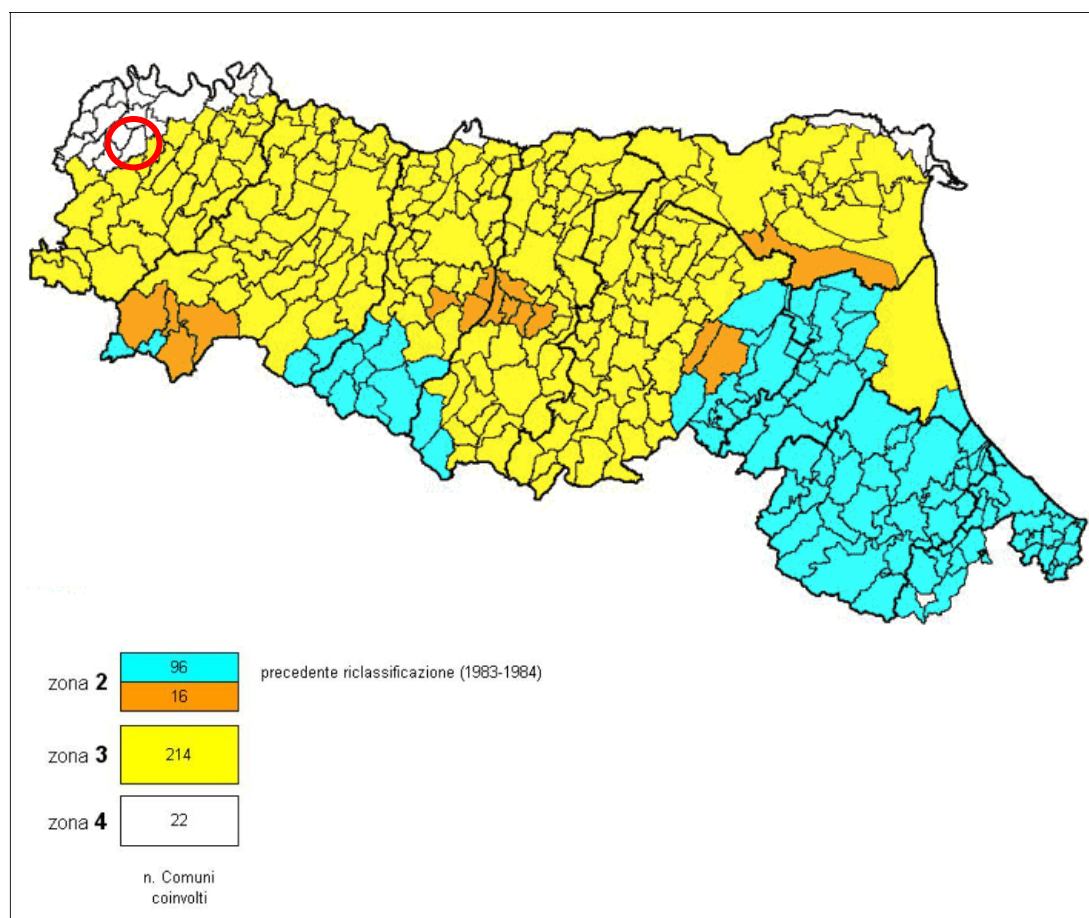 zona 2
96
precedente riclassificazione (1983-1984)
16
zona 3
214
zona 4
22
n. Comuni
coinvolti